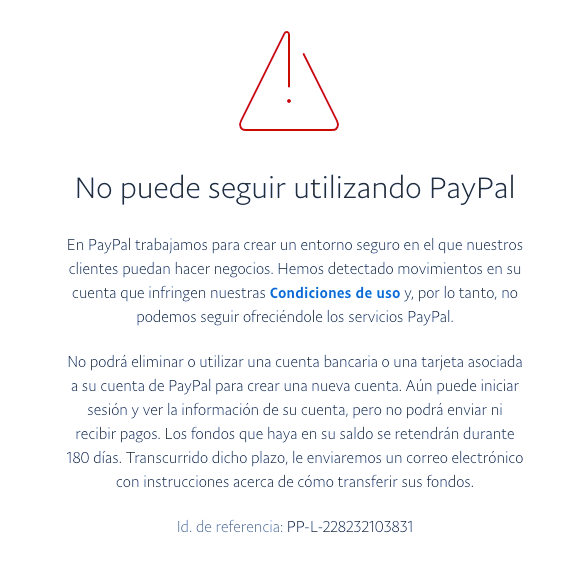 No puede seguir utilizando PayPal
En PayPal trabajamos para crear un entorno seguro en el que nuestros
clientes puedan hacer negocios. Hemos detectado movimientos en su
cuenta que infringen nuestras Condiciones de uso y, por lo tanto, no
podemos seguir ofreciéndole los servicios PayPal.
No podrá eliminar o utilizar una cuenta bancaria o una tarjeta asociada
a su cuenta de PayPal para crear una nueva cuenta. Aún puede iniciar
sesión y ver la información de su cuenta, pero no podrá enviar ni
recibir pagos. Los fondos que haya en su saldo se retendrán durante
180 días. Transcurrido dicho plazo, le enviaremos un correo electrónico
con instrucciones acerca de cómo transferir sus fondos.
Id. de referencia: PP-L-228232103831